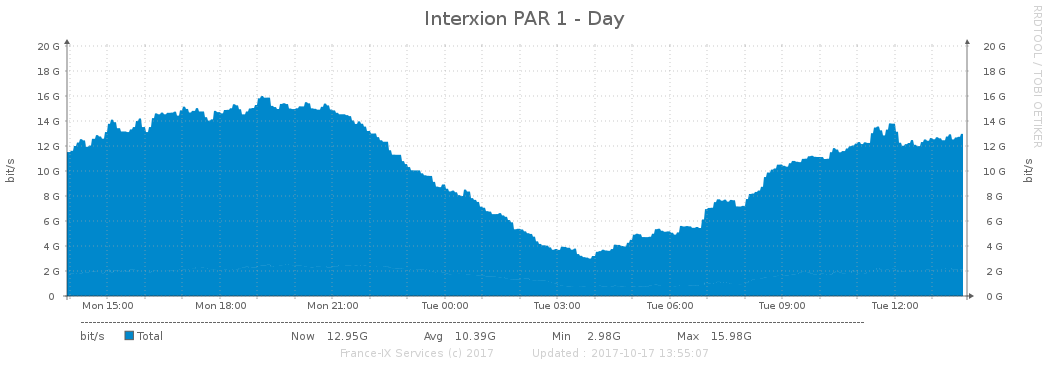 Interxion PAR 1 - Day
RRDTOOL / TOBI OETIKER
20 G 20 G
18 G 18 G
16 G 16 G
14 G 14 G
12 G 12 G
10 G 10 G
8 G 8 G
6 G 6 G
4 G 4 G
2 G 2 G
0 0 G
bit/s
bit/s
Mon 15:00 Mon 18:00 Mon 21:00 Tue 00:00 Tue 03:00 Tue 06:00 Tue 09:00 Tue 12:00
bit/s Total Now 12.95G Avg 10.39G Min 2.98G Max 15.98G
France-IX Services (c) 2017 Updated : 2017-10-17 13:55:07